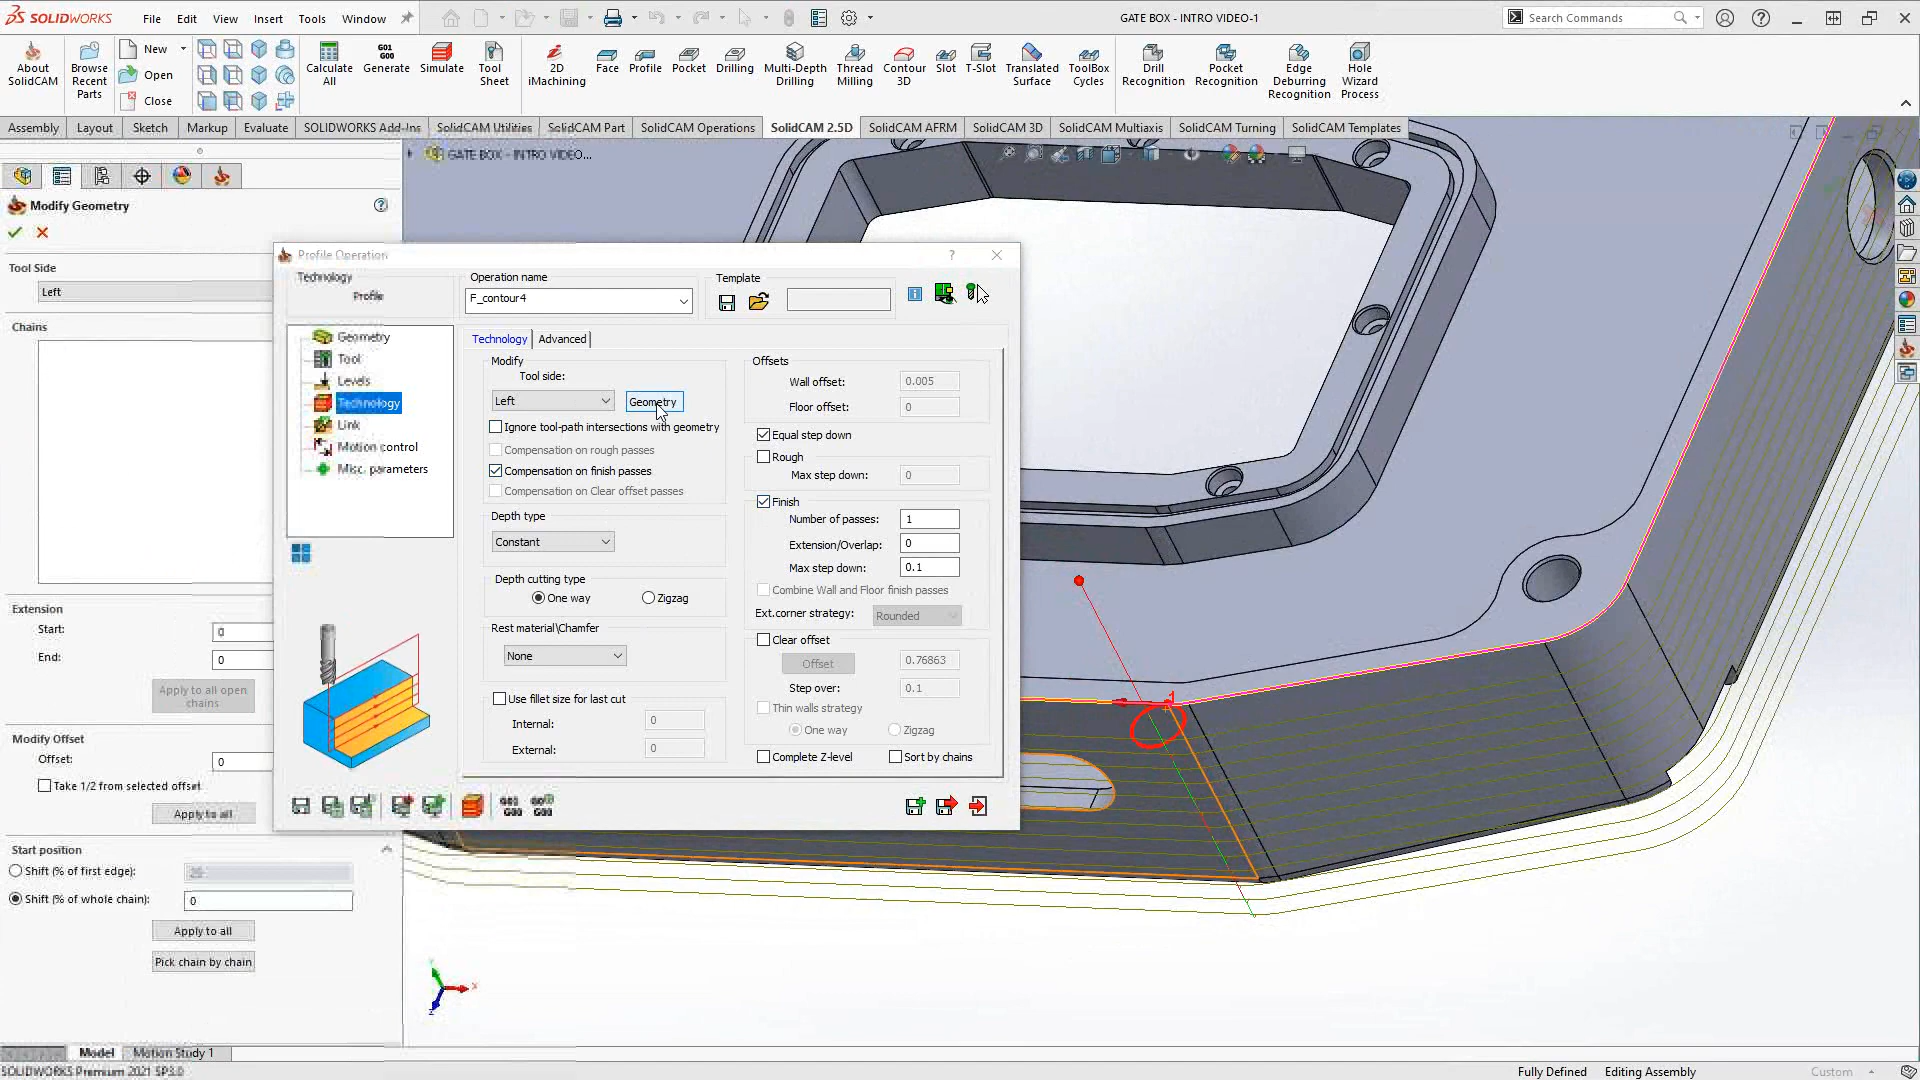 SOLIDWORKS File Edit View Insert Tools Window GATE BOX - INTRO VIDEO-1 Search Commands
About SolidCAM
Browse Recent Parts
New
Open
Close
Calculate All
G01 G00 Generate
Simulate
Tool Sheet
2D iMachining
Face
Profile
Pocket
Drilling
Multi-Depth Drilling
Thread Milling
Contour 3D
Slot
T-Slot
Translated Surface
ToolBox Cycles
Drill Recognition
Pocket Recognition
Edge Deburring Recognition
Hole Wizard Process
Assembly Layout Sketch Markup Evaluate SOLIDWORKS Add-Ins SolidCAM Utilities SolidCAM Part SolidCAM Operations SolidCAM 2.5D SolidCAM AFRM SolidCAM 3D SolidCAM Multiaxis SolidCAM Turning SolidCAM Templates
GATE BOX - INTRO VIDEO...
Modify Geometry
Tool Side
Left
Chains
Extension
Start: 0
End: 0
Apply to all open chains
Modify Offset
Offset: 0
Take 1/2 from selected offset
Apply to all
Start position
Shift (% of first edge):
Shift (% of whole chain): 0
Apply to all
Pick chain by chain
Profile Operation
Technology
Profile
Operation name
F_contour4
Template
Geometry
Tool
Levels
Technology
Link
Motion control
Misc. parameters
Technology Advanced
Modify
Tool side:
Left Geometry
Ignore tool-path intersections with geometry
Compensation on rough passes
Compensation on finish passes
Compensation on Clear offset passes
Depth type
Constant
Depth cutting type
One way Zigzag
Rest material\Chamfer
None
Use fillet size for last cut
Internal: 0
External: 0
Offsets
Wall offset: 0.005
Floor offset: 0
Equal step down
Rough
Max step down: 0
Finish
Number of passes: 1
Extension/Overlap: 0
Max step down: 0.1
Combine Wall and Floor finish passes
Ext.corner strategy: Rounded
Clear offset
Offset 0.76863
Step over: 0.1
Thin walls strategy
One way Zigzag
Complete Z-level Sort by chains
1
Model Motion Study 1
SOLIDWORKS Premium 2021 SP3.0
Fully Defined Editing Assembly Custom